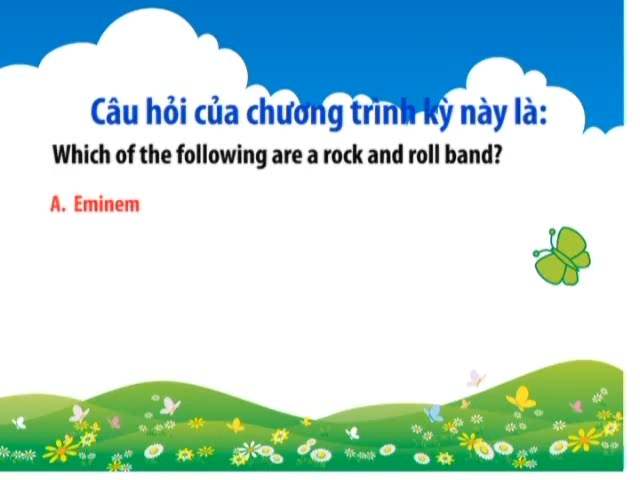 Câu hỏi của chương trình kỳ này là:
Which of the following are a rock and roll band?
A. Eminem